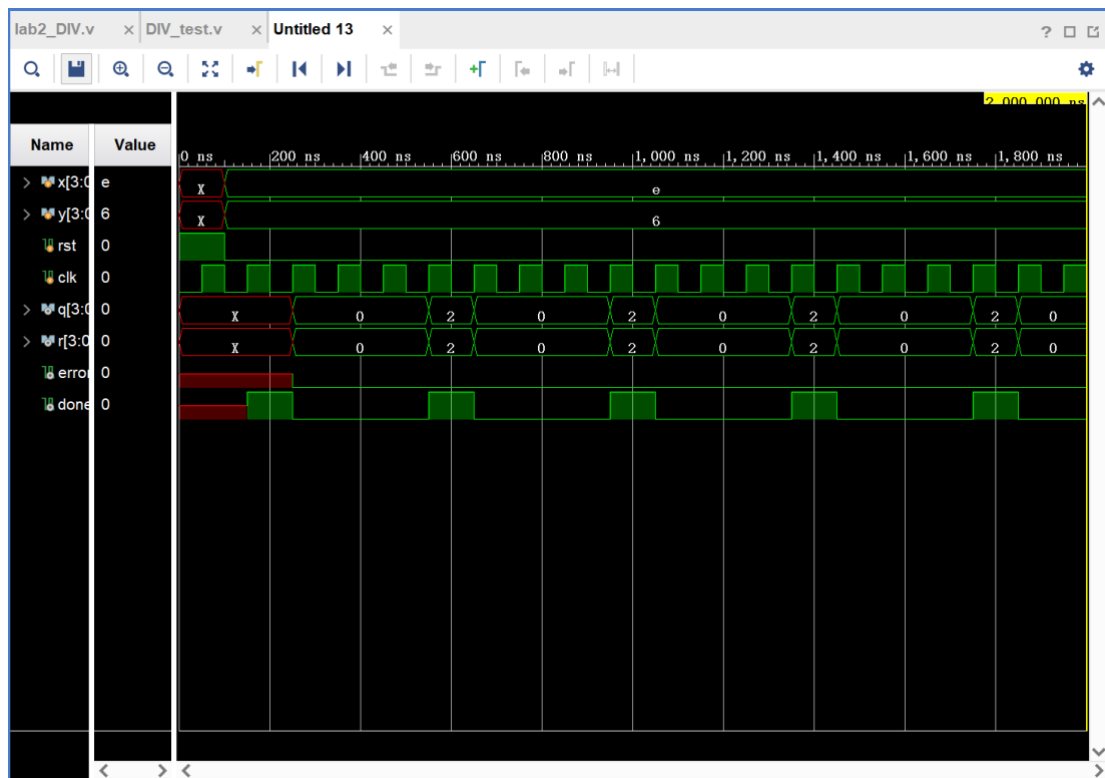 lab2_DIV.v × DIV_test.v × Untitled 13 × ?
2,000,000 ns
Name Value
0 ns 200 ns 400 ns 600 ns 800 ns 1,000 ns 1,200 ns 1,400 ns 1,600 ns 1,800 ns
> x[3:0 e X e
> y[3:0 6 X 6
rst 0
clk 0
> q[3:0 0 X 0 2 0 2 0 2 0 2 0
> r[3:0 0 X 0 2 0 2 0 2 0 2 0
error 0
done 0